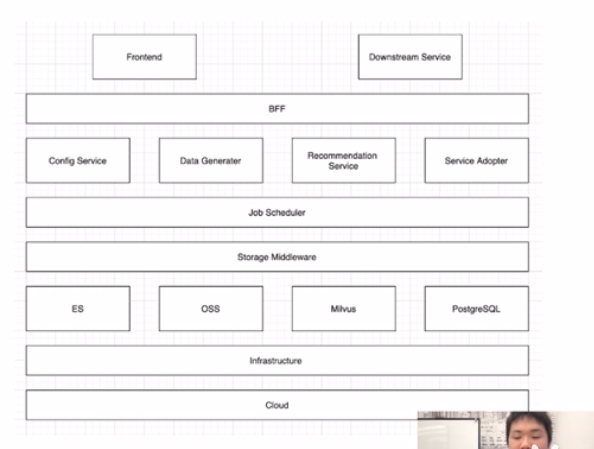 Frontend
Downstream Service
BFF
Config Service
Data Generater
Recommendation
Service
Service Adopter
Job Scheduler
Storage Middleware
ES
OSS
Milvus
PostgreSQL
Infrastructure
Cloud